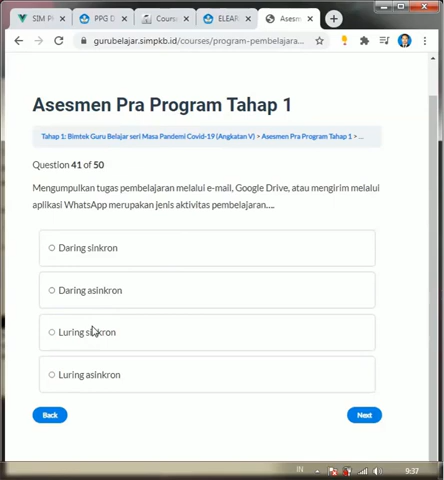 SIM P
PPG D
Course
ELEAR
Asesm
gurubelajar.simpkb.id/courses/program-pembelajara...
Asesmen Pra Program Tahap 1
Tahap 1: Bimtek Guru Belajar seri Masa Pandemi Covid-19 (Angkatan V) > Asesmen Pra Program Tahap 1 > ...
Question 41 of 50
Mengumpulkan tugas pembelajaran melalui e-mail, Google Drive, atau mengirim melalui
aplikasi WhatsApp merupakan jenis aktivitas pembelajaran....
Daring sinkron
Daring asinkron
Luring sinkron
Luring asinkron
Back
Next
IN
9:37